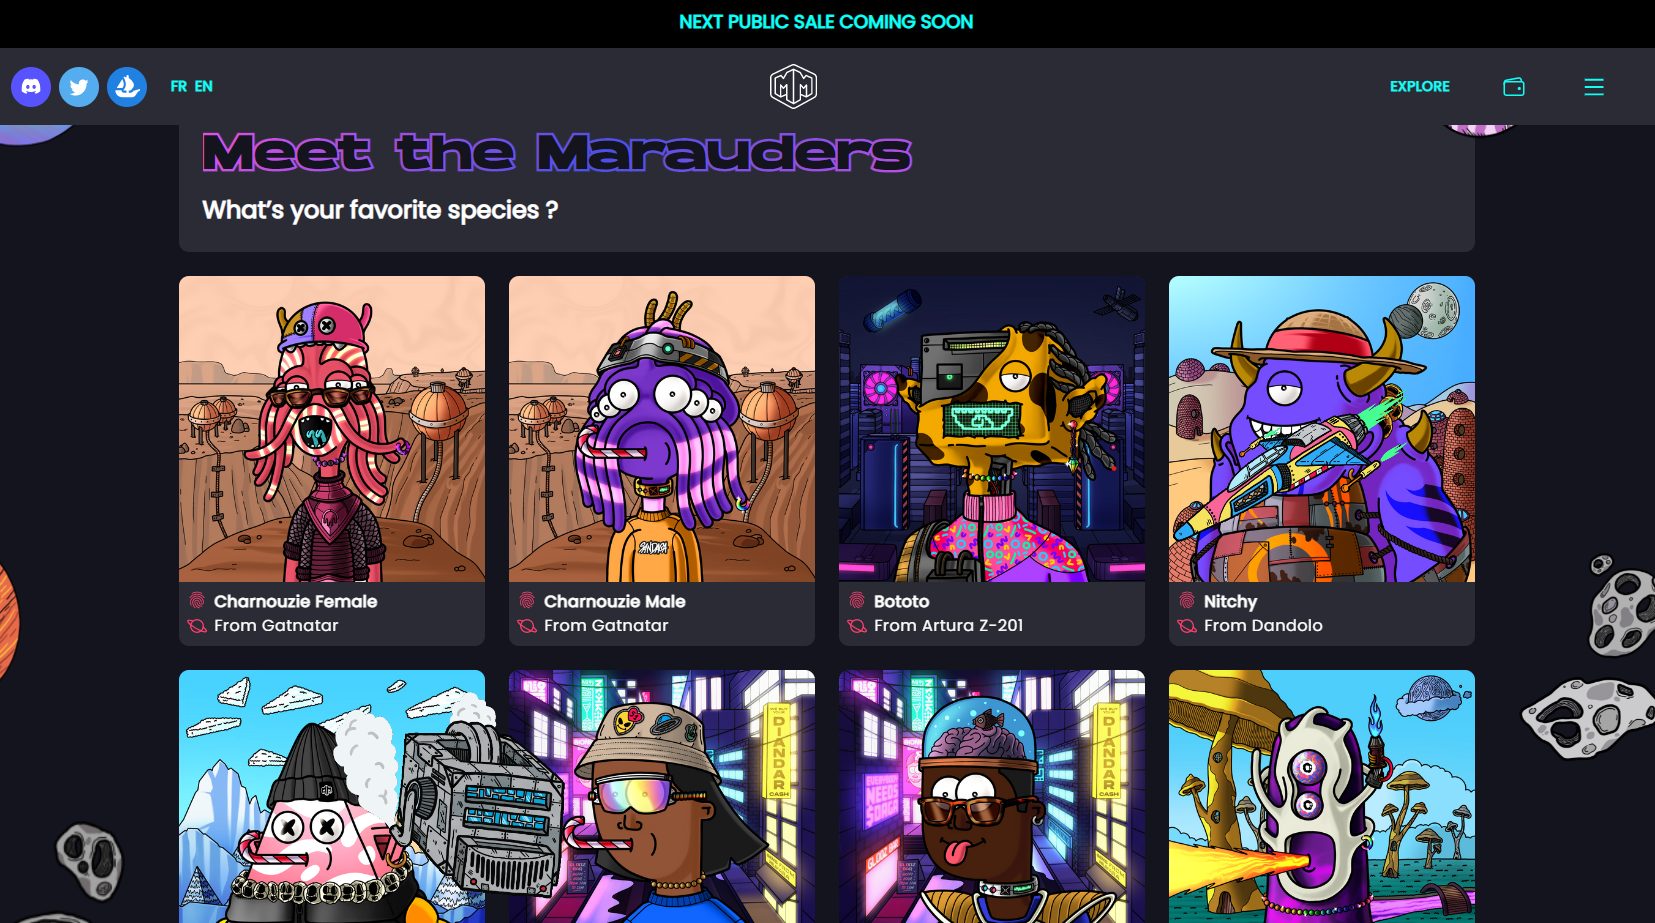 NEXT PUBLIC SALE COMING SOON
FR EN
EXPLORE
Meet the Marauders
What's your favorite species ?
Charnouzie Female
From Gatnatar
Charnouzie Male
From Gatnatar
Bototo
From Artura Z-201
Nitchy
From Dandolo
DIANDAR
CASH
DIANDAR
CASH
NEEDS